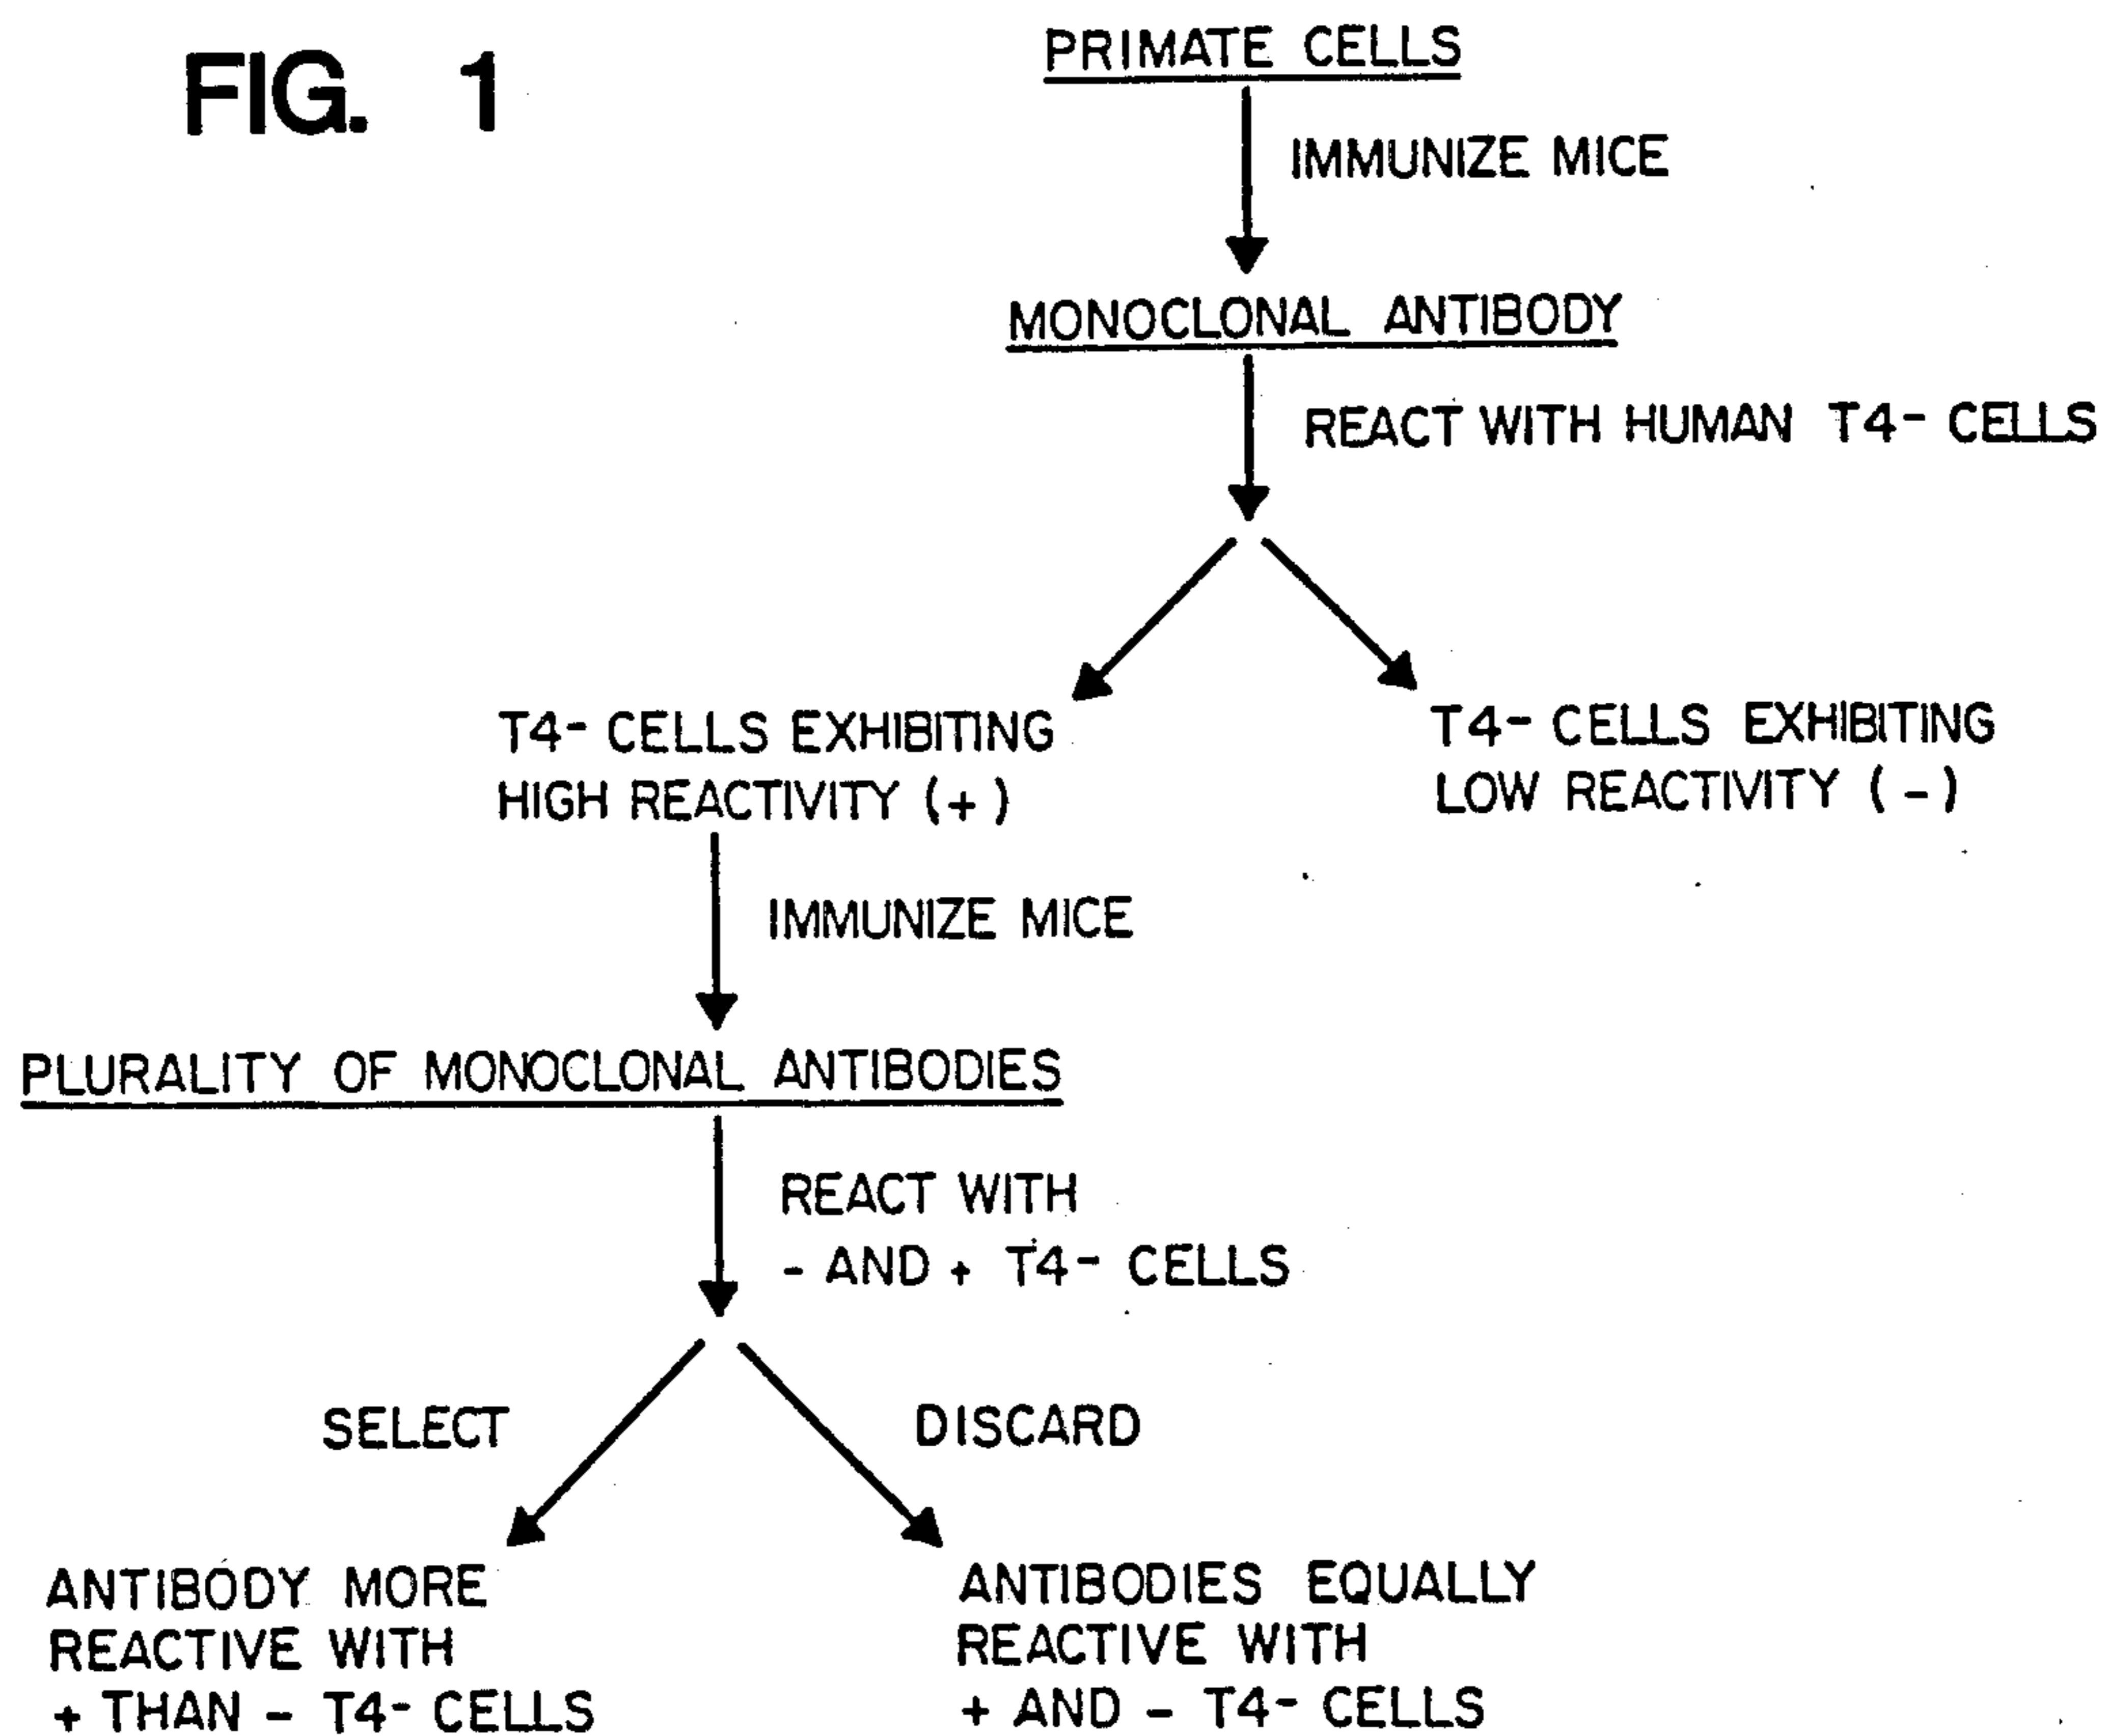 FIG. 1
PRIMATE CELLS
IMMUNIZE MICE
MONOCLONAL ANTIBODY
REACT WITH HUMAN T4- CELLS
T4- CELLS EXHIBITING
HIGH REACTIVITY (+)
T4- CELLS EXHIBITING
LOW REACTIVITY (-)
IMMUNIZE MICE
PLURALITY OF MONOCLONAL ANTIBODIES
REACT WITH
- AND + T4- CELLS
SELECT
DISCARD
ANTIBODY MORE
REACTIVE WITH
+ THAN - T4- CELLS
ANTIBODIES EQUALLY
REACTIVE WITH
+ AND - T4- CELLS